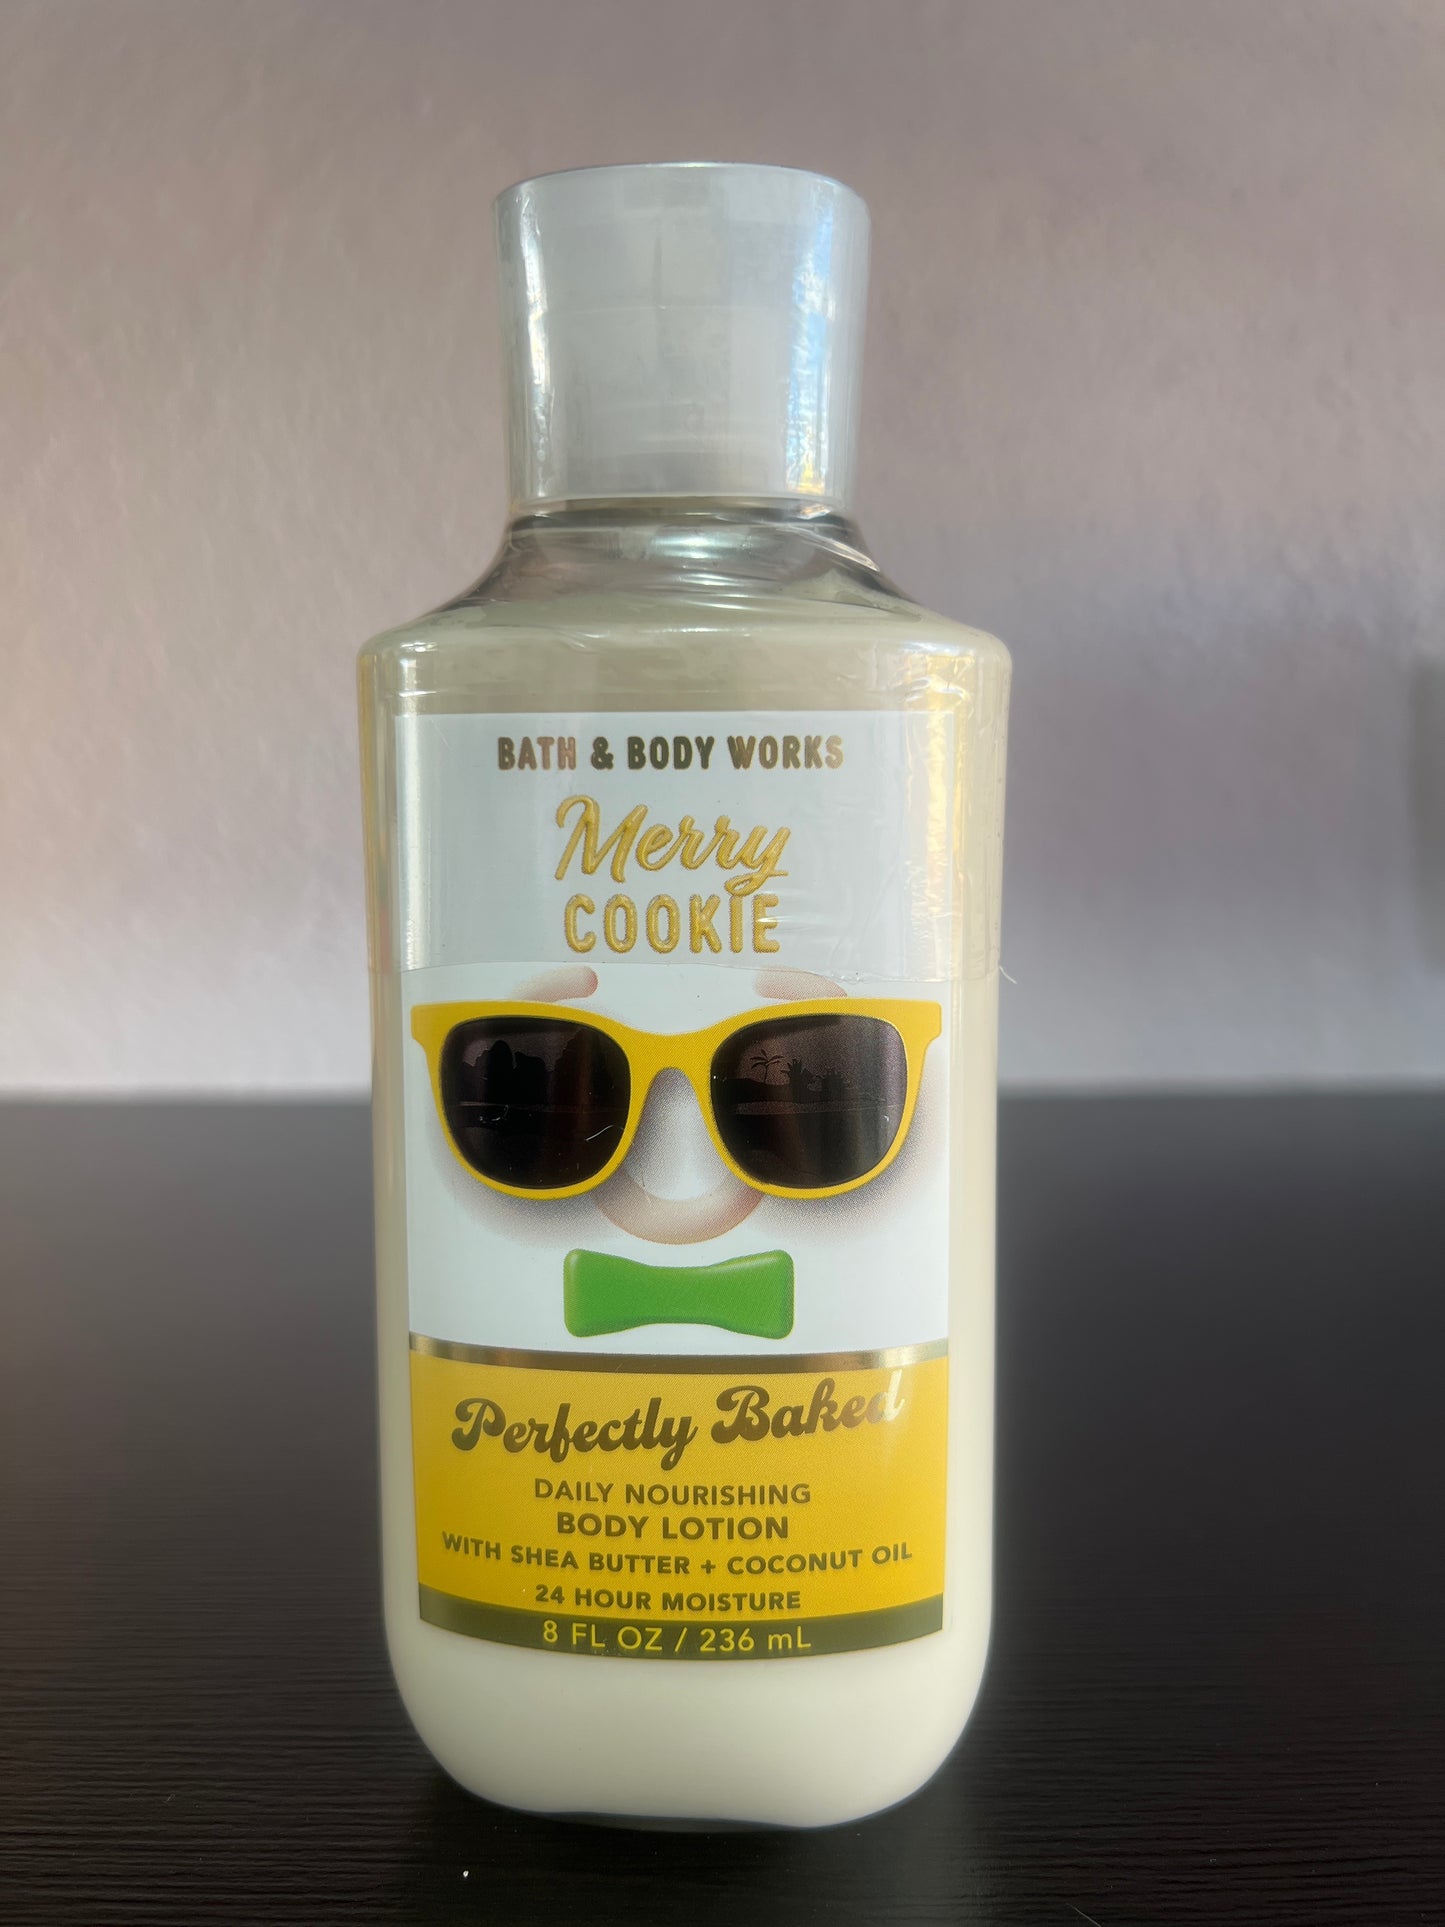 BATH & BODY WORKS
Merry
COOKIE
Perfectly Baked
DAILY NOURISHING
BODY LOTION
WITH SHEA BUTTER + COCONUT OIL
24 HOUR MOISTURE
8 FL OZ / 236 mL